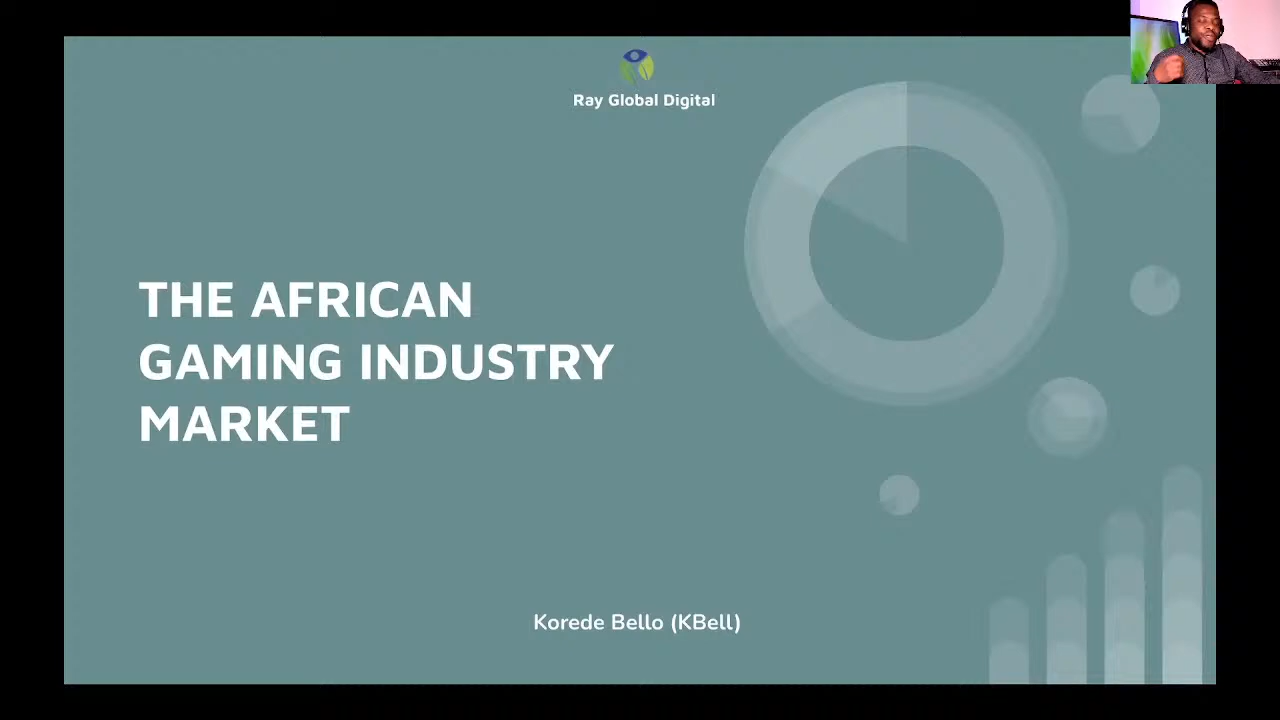 Ray Global Digital
THE AFRICAN
GAMING INDUSTRY
MARKET
Korede Bello (KBell)